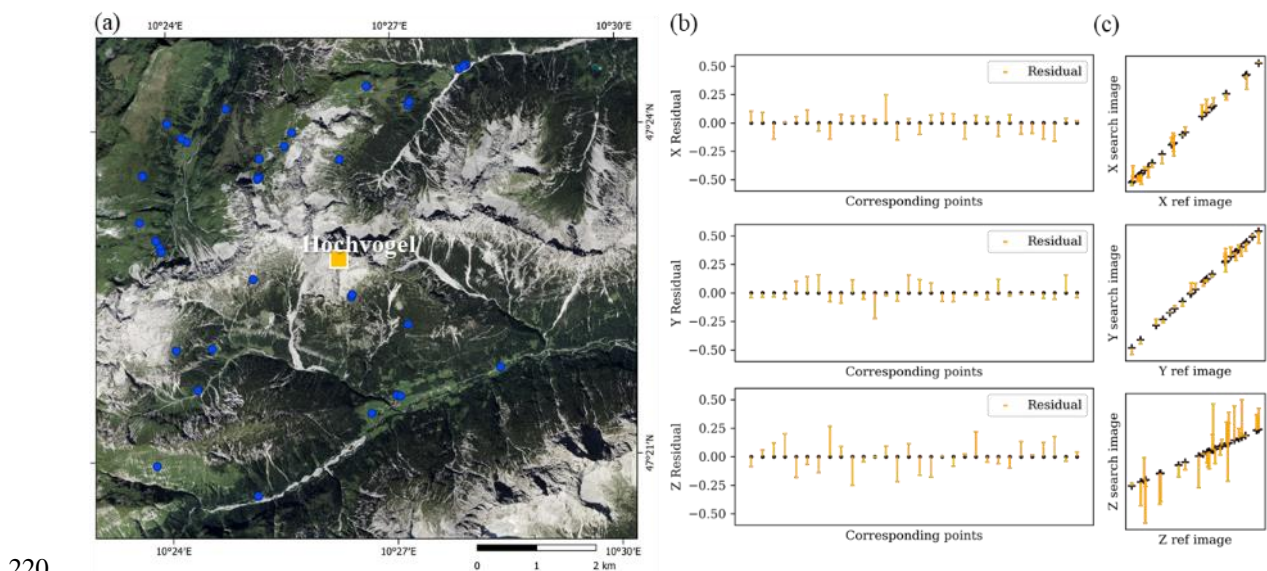 (a)
(b)
(c)
10°24'E 10°27'E 10°30'E
47°24'N
Hochvogel
47°21'N
10°24'E 10°27'E 10°30'E
0 1 2 km
0.50
0.25
0.00
−0.25
−0.50
X Residual
Residual
Corresponding points
X search image
X ref image
0.50
0.25
0.00
−0.25
−0.50
Y Residual
Residual
Corresponding points
Y search image
Y ref image
0.50
0.25
0.00
−0.25
−0.50
Z Residual
Residual
Corresponding points
Z search image
Z ref image
220